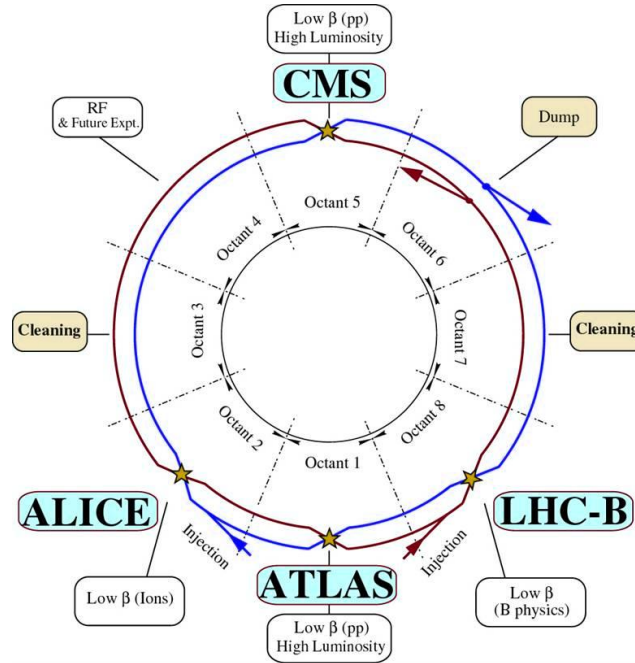 Low β (pp)
High Luminosity
CMS
RF
& Future Expt.
Dump
Octant 5
Octant 4
Octant 6
Cleaning
Octant 3
Octant 7
Cleaning
Octant 2
Octant 8
Octant 1
ALICE
LHC-B
Injection
Injection
ATLAS
Low β (Ions)
Low β
(B physics)
Low β (pp)
High Luminosity